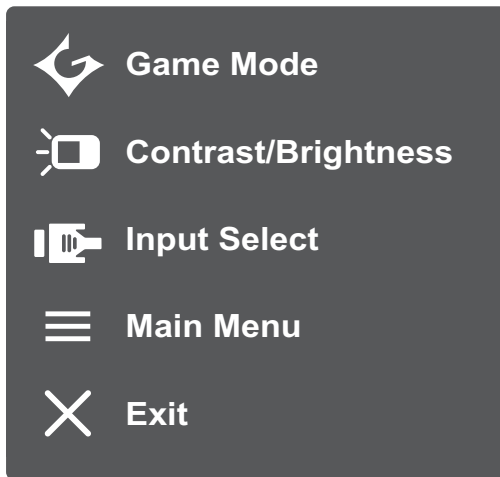 Game Mode
Contrast/Brightness
Input Select
Main Menu
Exit